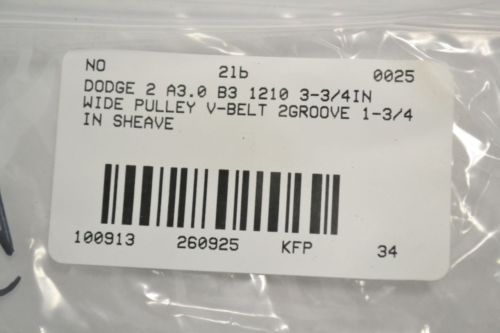 NO 2lb 0025
DODGE 2 A3.0 B3 1210 3-3/4IN
WIDE PULLEY V-BELT 2GROOVE 1-3/4
IN SHEAVE
100913 260925 KFP 34